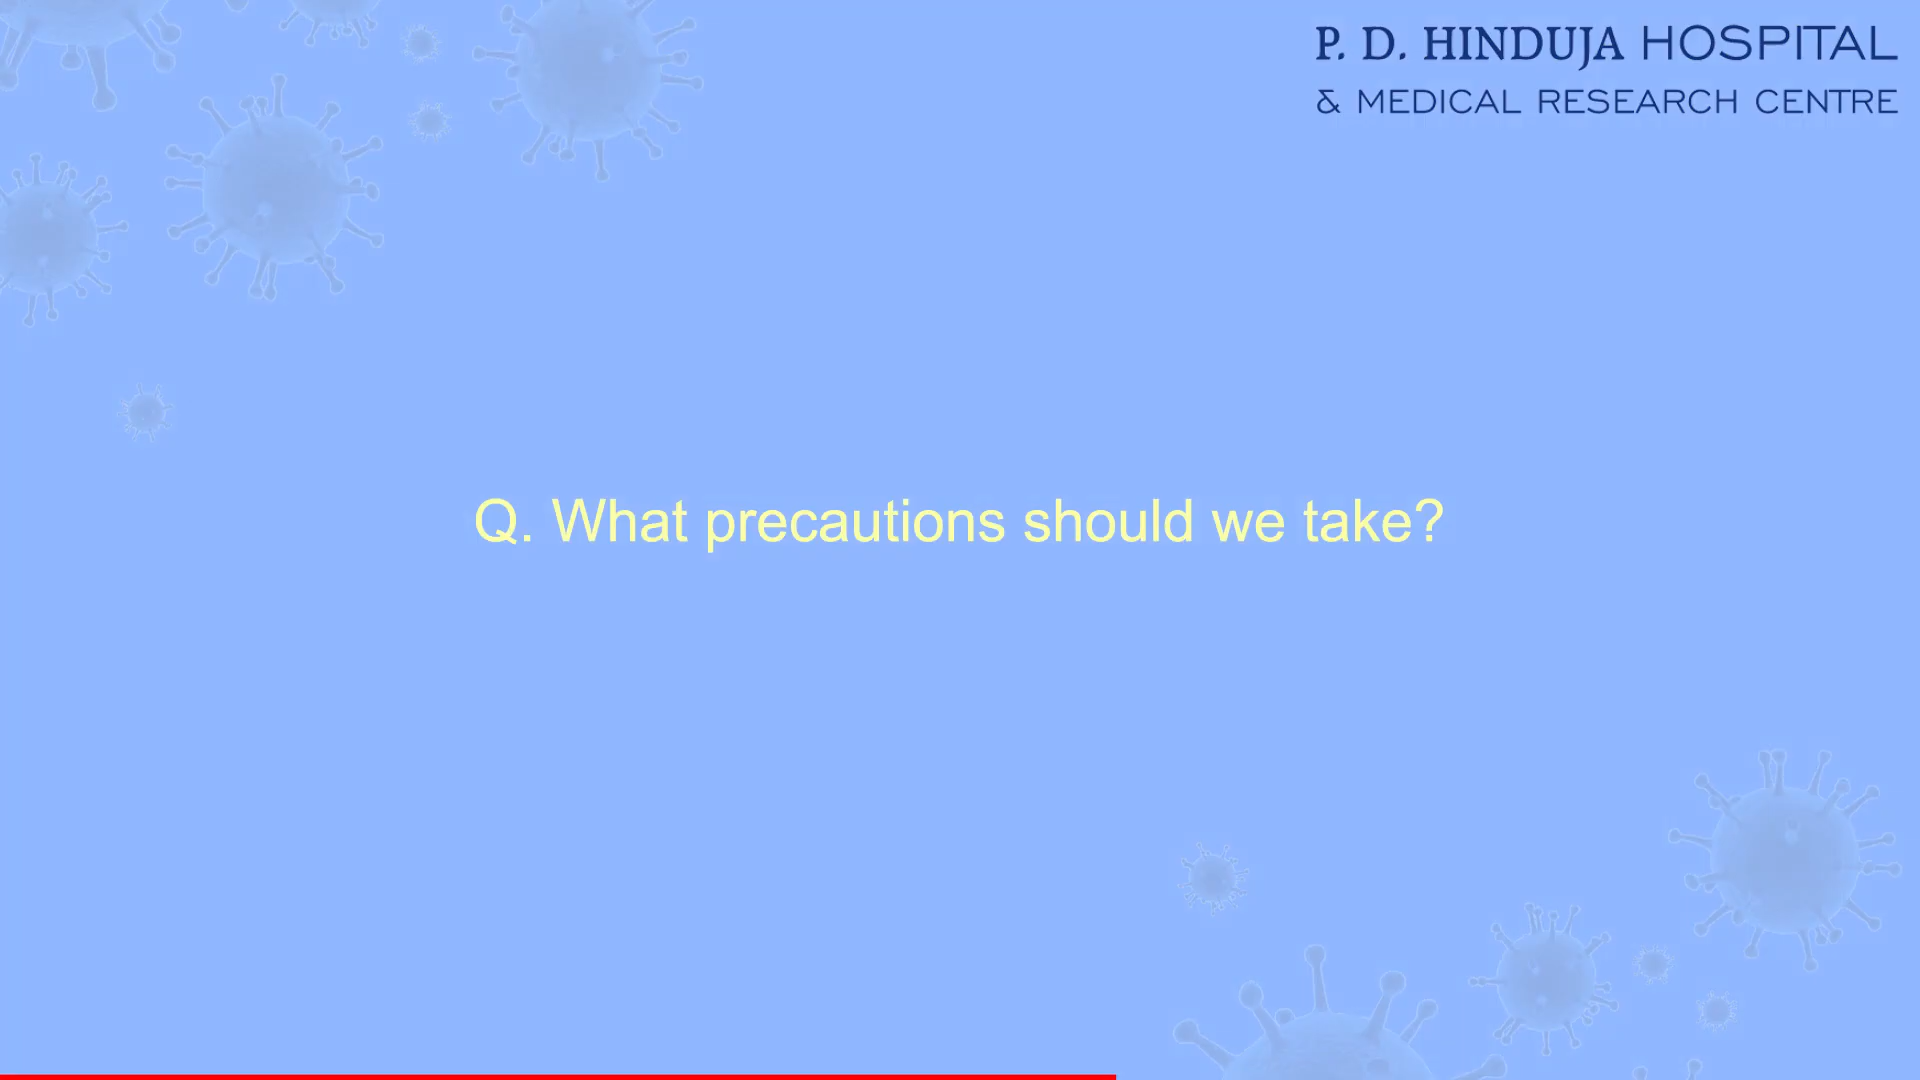 P. D. HINDUJA HOSPITAL
& MEDICAL RESEARCH CENTRE
Q. What precautions should we take?